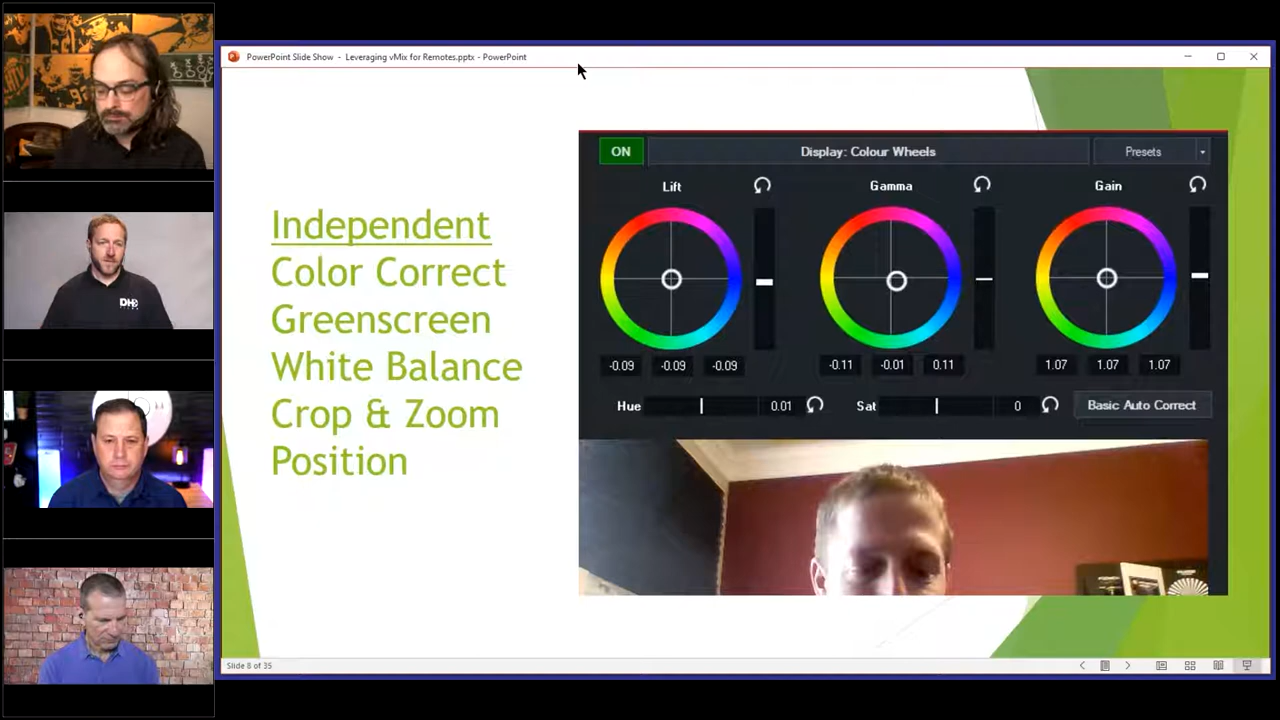 PowerPoint Slide Show - Leveraging vMix for Remotes.pptx - PowerPoint
Independent
Color Correct
Greenscreen
White Balance
Crop & Zoom
Position
ON
Display: Colour Wheels
Presets
Lift
Gamma
Gain
-0.09 -0.09 -0.09
-0.11 -0.01 0.11
1.07 1.07 1.07
Hue 0.01
Sat 0
Basic Auto Correct
DH
Slide 8 of 35